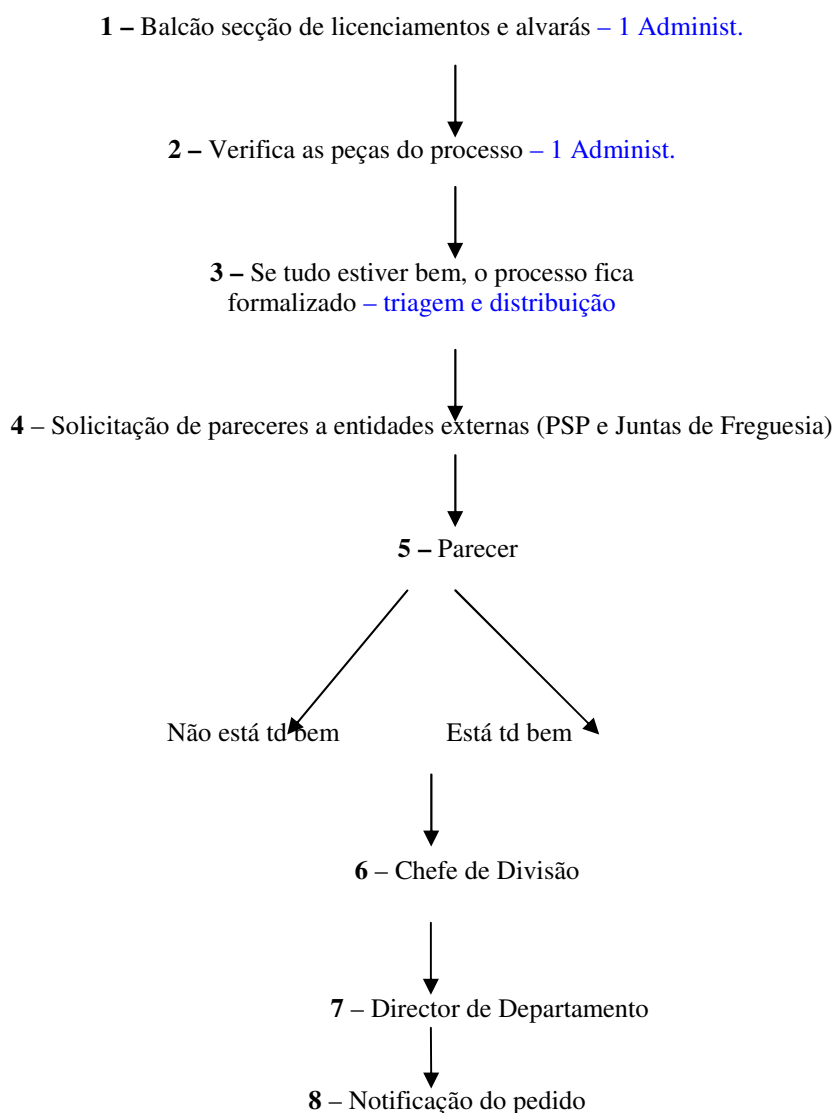 1 – Balcão secção de licenciamentos e alvarás – 1 Administ.
2 – Verifica as peças do processo – 1 Administ.
3 – Se tudo estiver bem, o processo fica
formalizado – triagem e distribuição
4 – Solicitação de pareceres a entidades externas (PSP e Juntas de Freguesia)
5 – Parecer
Não está td bem Está td bem
6 – Chefe de Divisão
7 – Director de Departamento
8 – Notificação do pedido